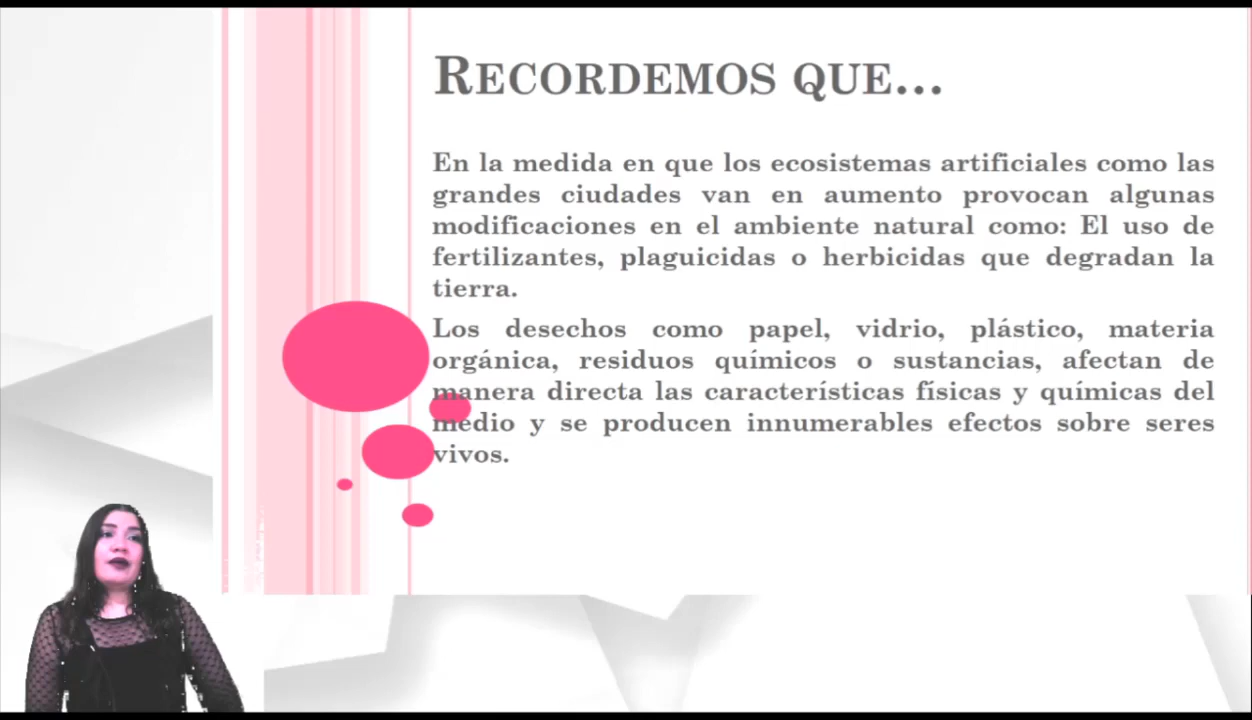 RECORDEMOS QUE...
En la medida en que los ecosistemas artificiales como las
grandes ciudades van en aumento provocan algunas
modificaciones en el ambiente natural como: El uso de
fertilizantes, plaguicidas o herbicidas que degradan la
tierra.
Los desechos como papel, vidrio, plástico, materia
orgánica, residuos químicos o sustancias, afectan de
manera directa las características físicas y químicas del
medio y se producen innumerables efectos sobre seres
vivos.